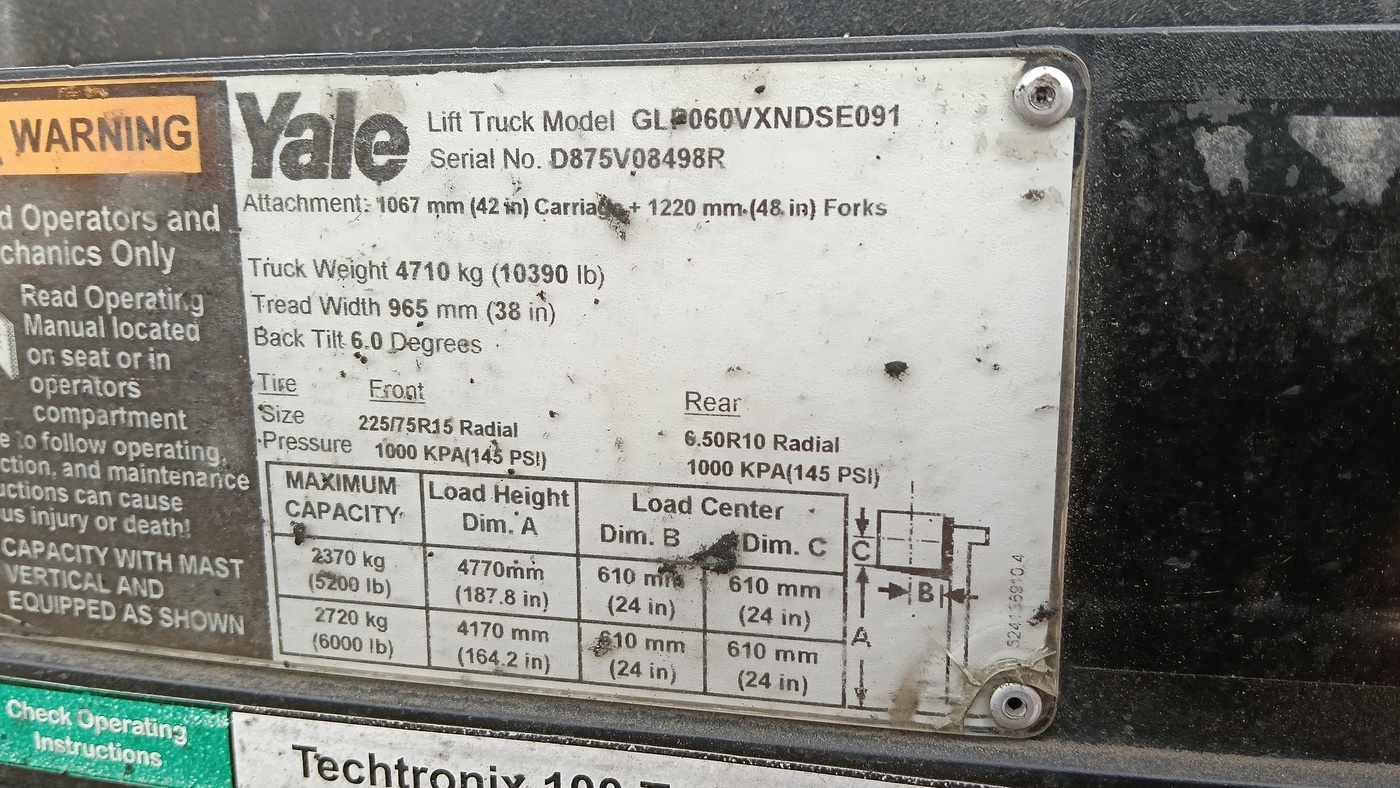 WARNING
d Operators and
chanics Only
Read Operating
Manual located
on seat or in
operators
compartment
e to follow operating,
ction, and maintenance
uctions can cause
us injury or death!
CAPACITY WITH MAST
VERTICAL AND
EQUIPPED AS SHOWN
Yale
Lift Truck Model GLP060VXNDSE091
Serial No. D875V08498R
Attachment: 1067 mm (42 in) Carriage + 1220 mm (48 in) Forks
Truck Weight 4710 kg (10390 lb)
Tread Width 965 mm (38 in)
Back Tilt 6.0 Degrees
Tire Front Rear
Size 225/75R15 Radial 6.50R10 Radial
Pressure 1000 KPA(145 PSI) 1000 KPA(145 PSI)
MAXIMUM CAPACITY Load Height Dim. A Load Center Dim. B Dim. C
2370 kg (5200 lb) 4770mm (187.8 in) 610 mm (24 in) 610 mm (24 in)
2720 kg (6000 lb) 4170 mm (164.2 in) 610 mm (24 in) 610 mm (24 in)
C
B
A
Check Operating
Instructions
Techtronix 100